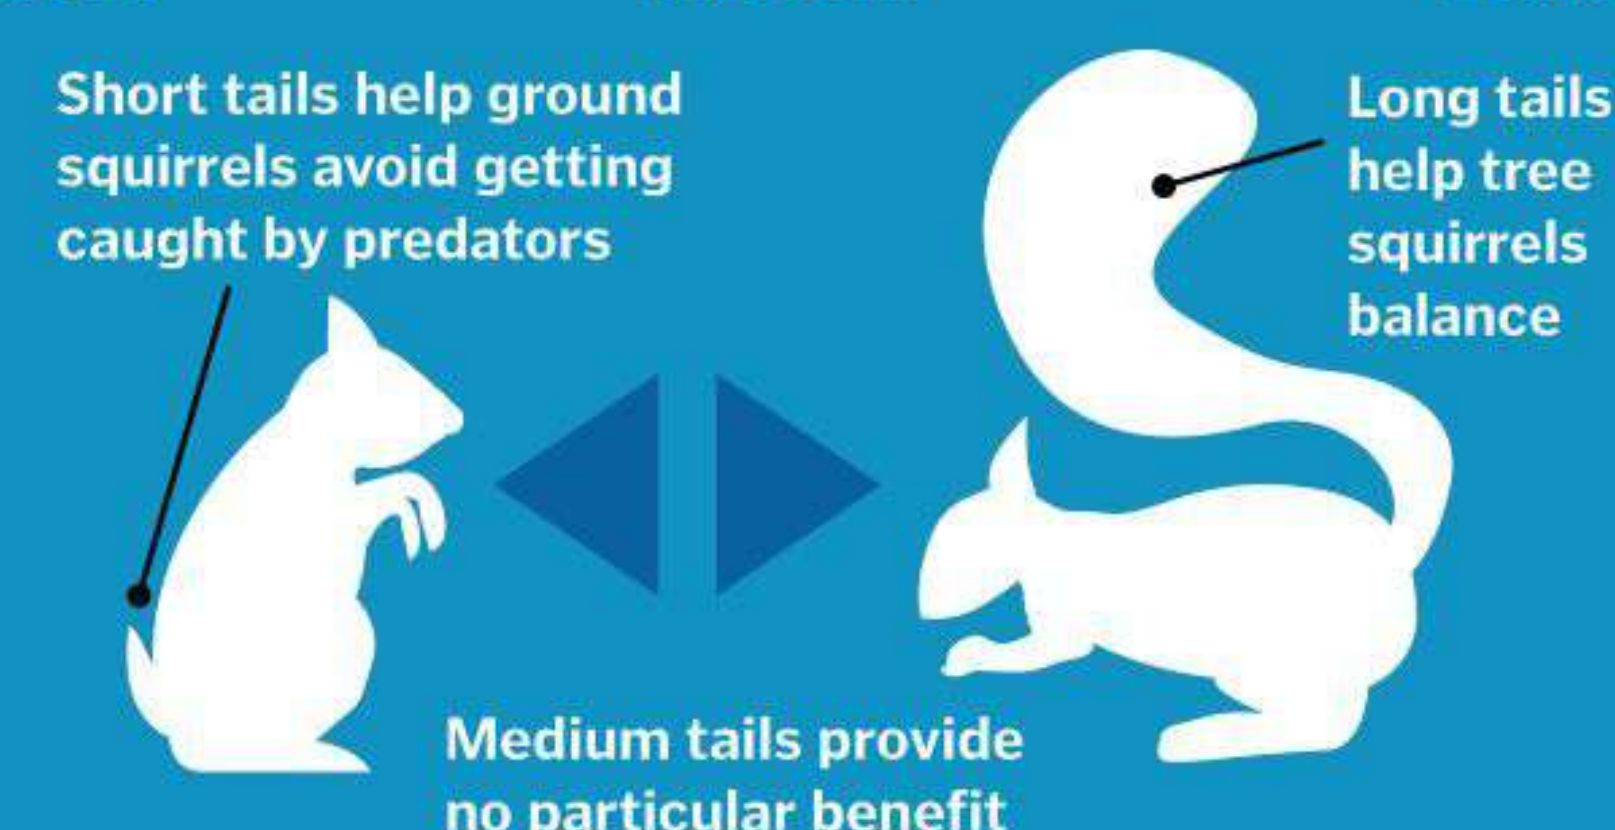 Short tails help ground
squirrels avoid getting
caught by predators
Long tails
help tree
squirrels
balance
Medium tails provide
no particular benefit